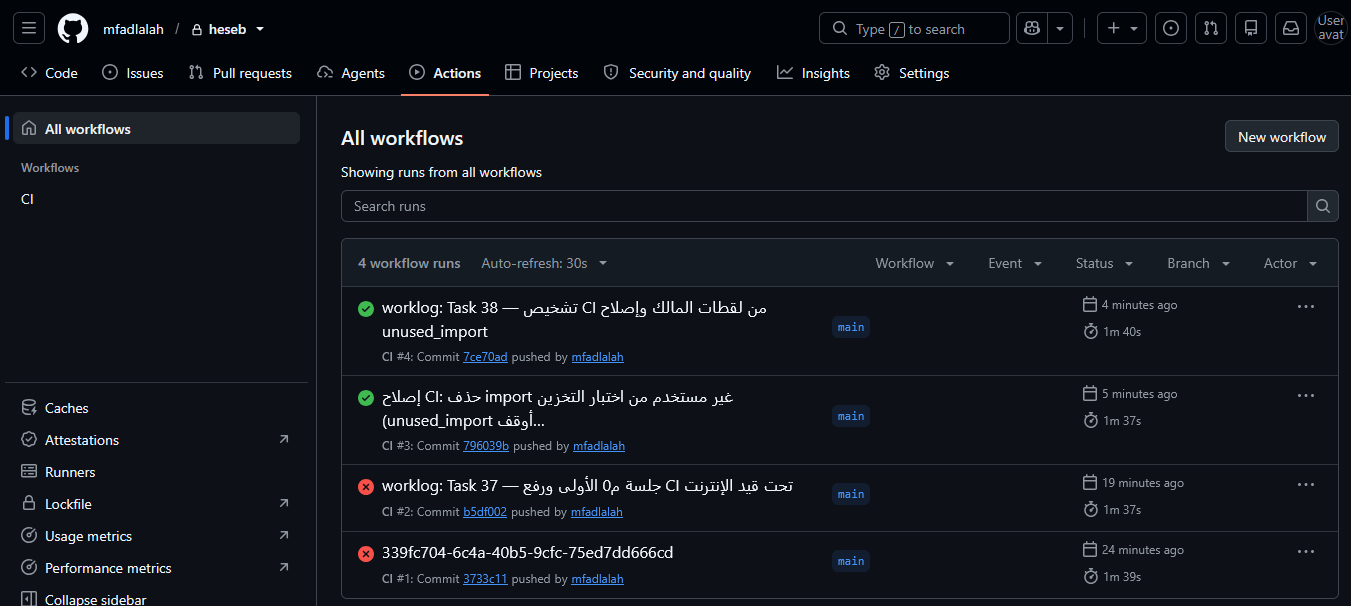 mfadlalah / heseb
Type / to search
User avat
Code Issues Pull requests Agents Actions Projects Security and quality Insights Settings
All workflows
Workflows
CI
Caches
Attestations
Runners
Lockfile
Usage metrics
Performance metrics
Collapse sidebar
All workflows
New workflow
Showing runs from all workflows
Search runs
4 workflow runs Auto-refresh: 30s Workflow Event Status Branch Actor
worklog: Task 38 — تشخيص CI من لقطات المالك وإصلاح
unused_import
CI #4: Commit 7ce70ad pushed by mfadlalah
main
4 minutes ago
1m 40s
إصلاح CI: حذف import غير مستخدم من اختبار التخزين
(unused_import أوقف...
CI #3: Commit 796039b pushed by mfadlalah
main
5 minutes ago
1m 37s
worklog: Task 37 — جلسة م0 الأولى ورفع CI تحت قيد الإنترنت
CI #2: Commit b5df002 pushed by mfadlalah
main
19 minutes ago
1m 37s
339fc704-6c4a-40b5-9cfc-75ed7dd666cd
CI #1: Commit 3733c11 pushed by mfadlalah
main
24 minutes ago
1m 39s